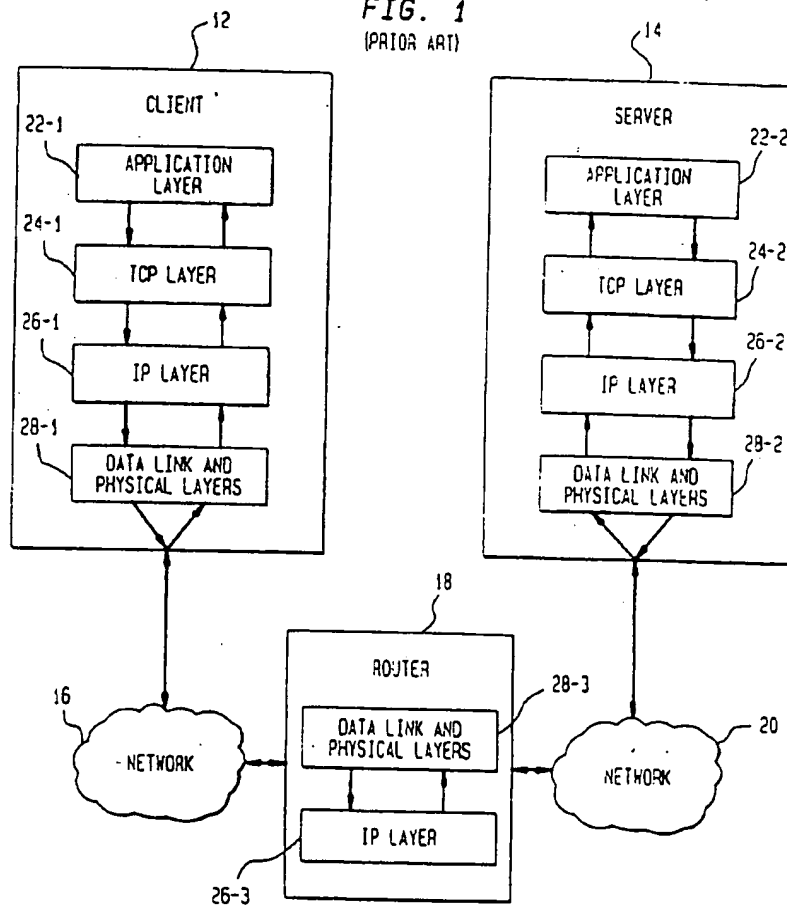 FIG. 1
(PRIOR ART)
12
14
CLIENT
SERVER
22-1
APPLICATION
LAYER
22-2
APPLICATION
LAYER
24-1
TCP LAYER
24-2
TCP LAYER
26-1
IP LAYER
26-2
IP LAYER
28-1
DATA LINK AND
PHYSICAL LAYERS
28-2
DATA LINK AND
PHYSICAL LAYERS
18
ROUTER
16
NETWORK
28-3
DATA LINK AND
PHYSICAL LAYERS
20
NETWORK
IP LAYER
26-3